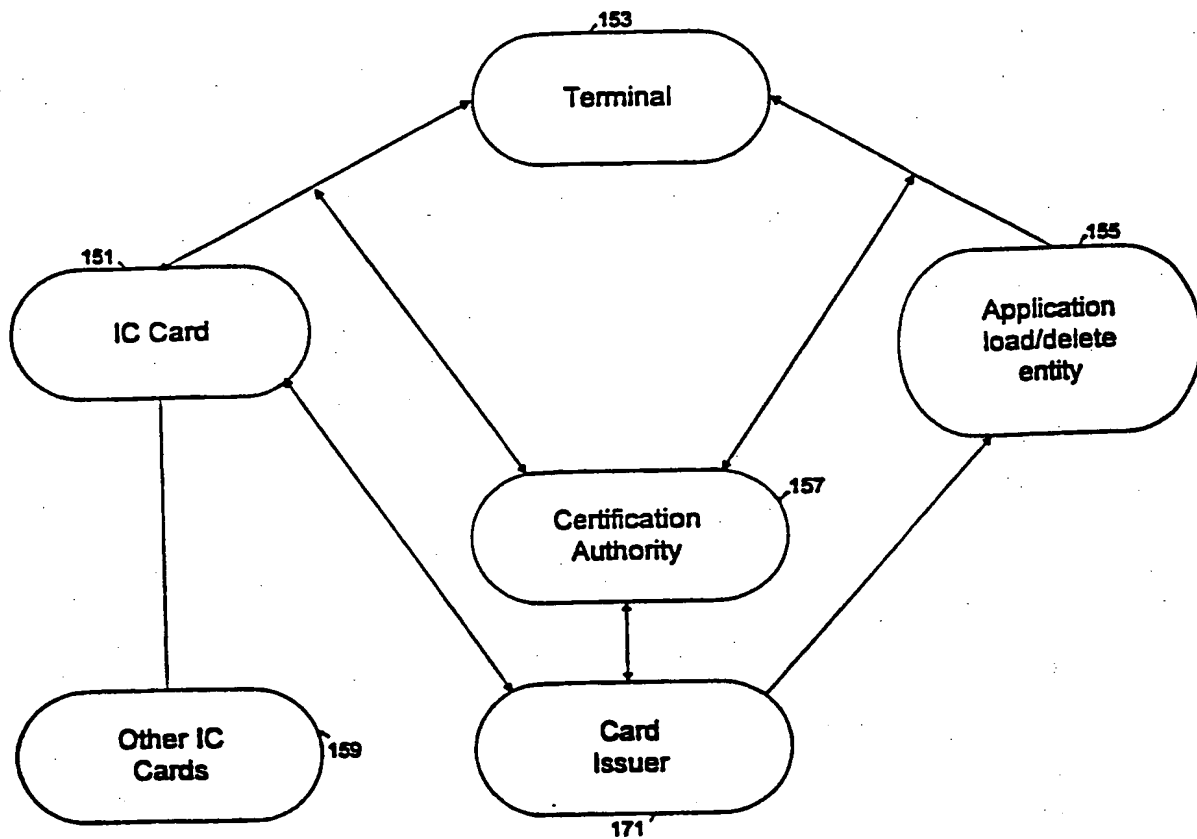 153
Terminal
151
IC Card
155
Application
load/delete
entity
157
Certification
Authority
Other IC
Cards
159
Card
Issuer
171